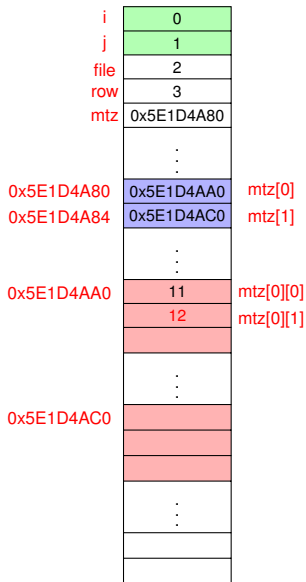 i 0
j 1
file 2
row 3
mtz 0x5E1D4A80
0x5E1D4A80 0x5E1D4AA0 mtz[0]
0x5E1D4A84 0x5E1D4AC0 mtz[1]
0x5E1D4AA0 11 mtz[0][0]
12 mtz[0][1]
0x5E1D4AC0